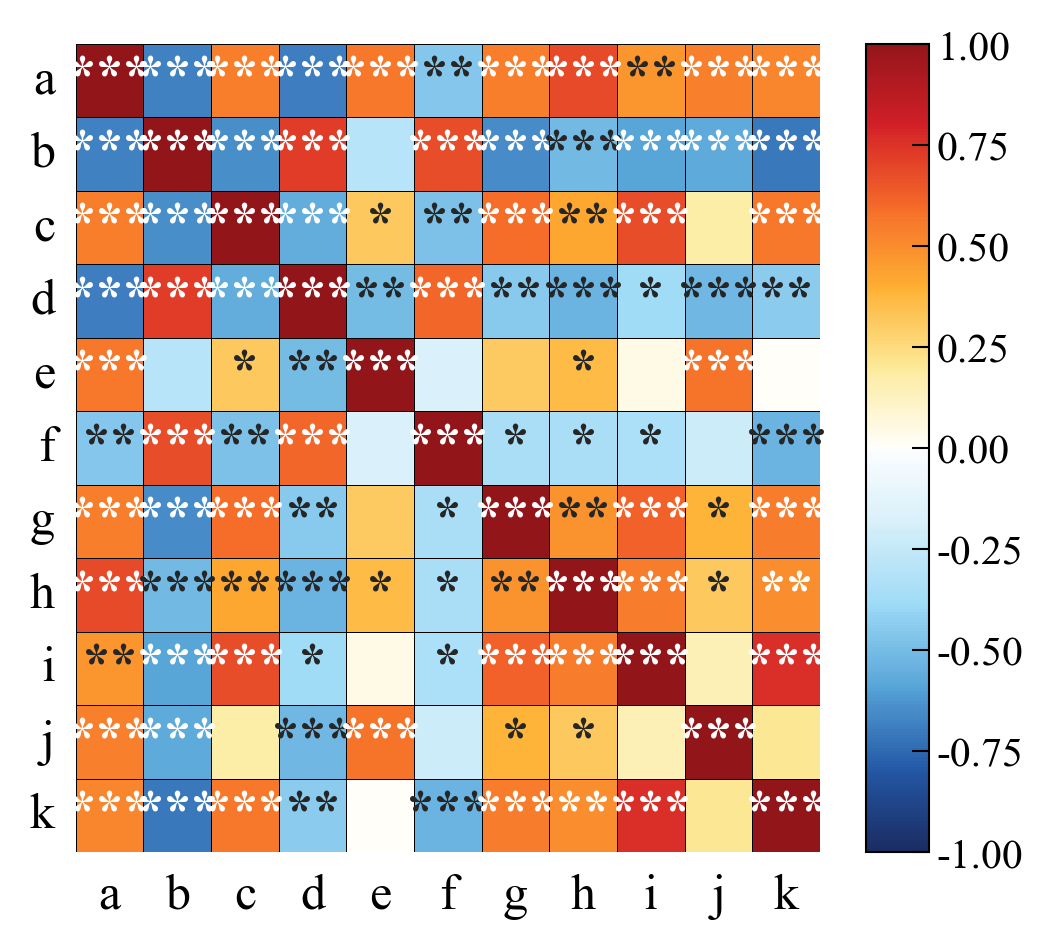 a *** *** *** *** *** ** *** *** ** *** ***
b *** *** *** *** *** *** *** *** *** ***
c *** *** *** *** * ** *** ** *** ***
d *** *** *** *** ** *** ** *** * *** **
e *** * ** *** * ***
f ** *** ** *** *** * * * ***
g *** *** *** ** * *** ** *** * ***
h *** *** ** *** * * ** *** *** * **
i ** *** *** * * *** *** *** ***
j *** *** *** *** * * ***
k *** *** *** ** *** *** ** *** ***
a b c d e f g h i j k
1.00
0.75
0.50
0.25
0.00
-0.25
-0.50
-0.75
-1.00